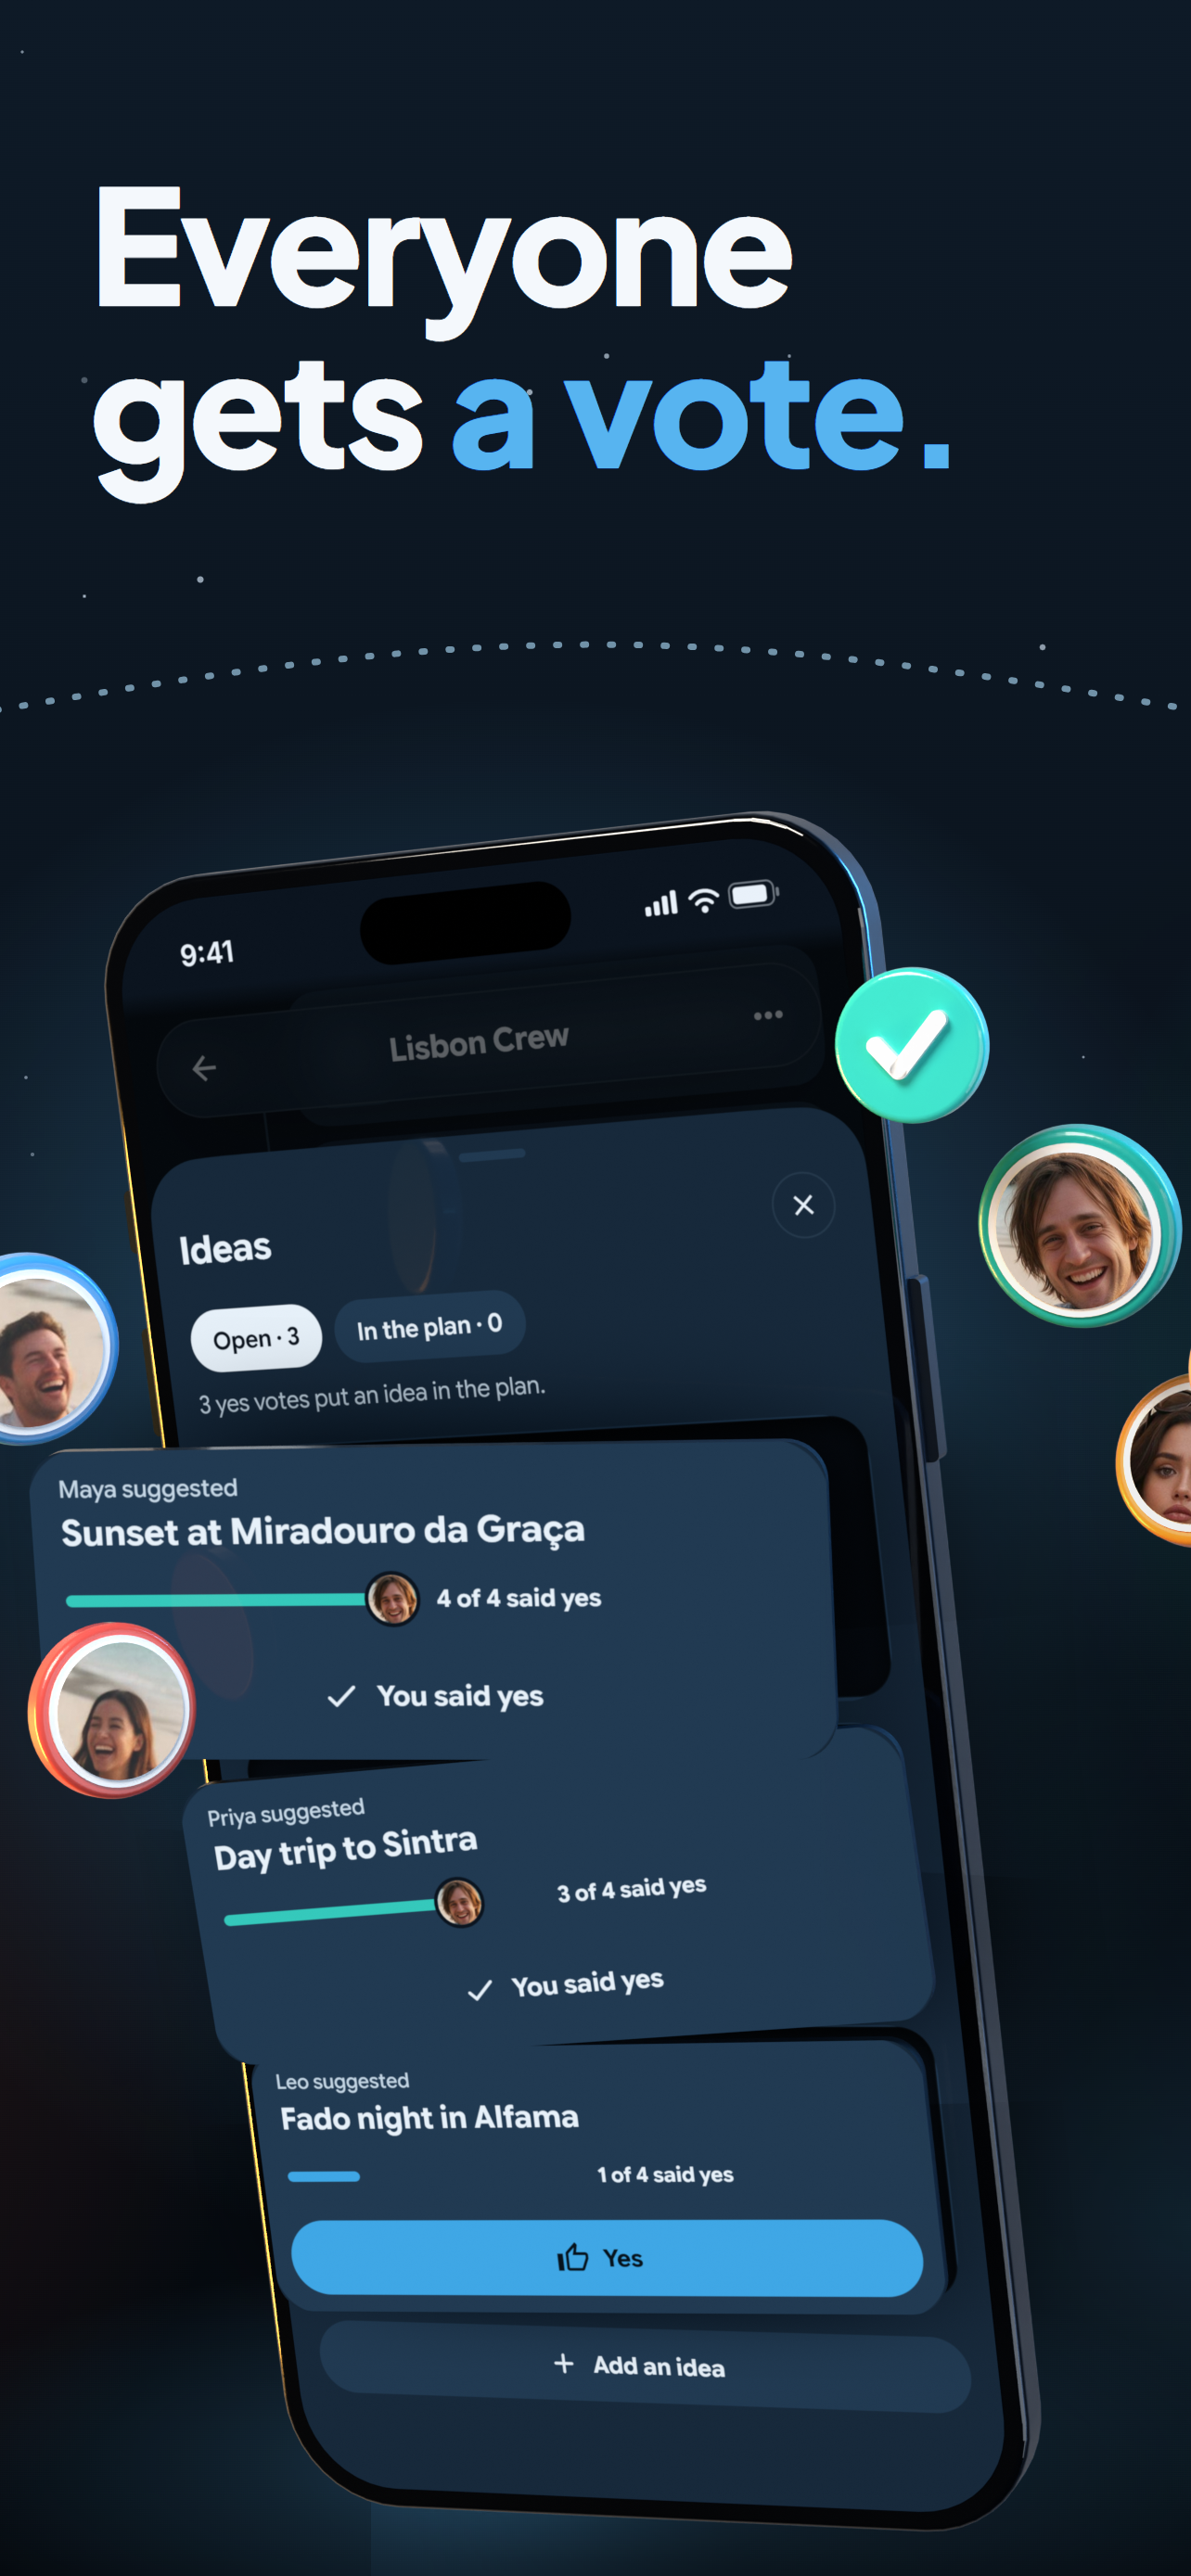 Everyone
gets a vote.
9:41
Lisbon Crew
Ideas
Open · 3
In the plan · 0
3 yes votes put an idea in the plan.
Maya suggested
Sunset at Miradouro da Graça
4 of 4 said yes
You said yes
Priya suggested
Day trip to Sintra
3 of 4 said yes
You said yes
Leo suggested
Fado night in Alfama
1 of 4 said yes
Yes
Add an idea